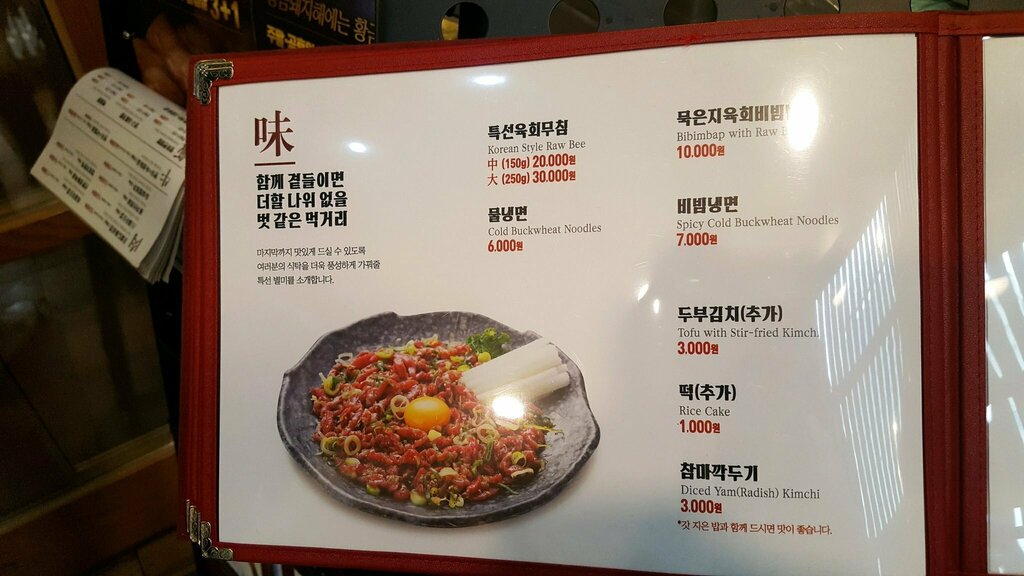 3+1
味
함께 곁들이면
더할 나위 없을
벗 같은 먹거리
마지막까지 맛있게 드실 수 있도록
여러분의 식탁을 더욱 풍성하게 가꿔줄
특선 별미를 소개합니다.
특선육회무침
Korean Style Raw Bee
中 (150g) 20.000원
大 (250g) 30.000원
물냉면
Cold Buckwheat Noodles
6.000원
묵은지육회비빔
Bibimbap with Raw
10.000원
비빔냉면
Spicy Cold Buckwheat Noodles
7.000원
두부김치(추가)
Tofu with Stir-fried Kimchi
3.000원
떡(추가)
Rice Cake
1.000원
참마깍두기
Diced Yam(Radish) Kimchi
3.000원
*갓 지은 밥과 함께 드시면 맛이 좋습니다.